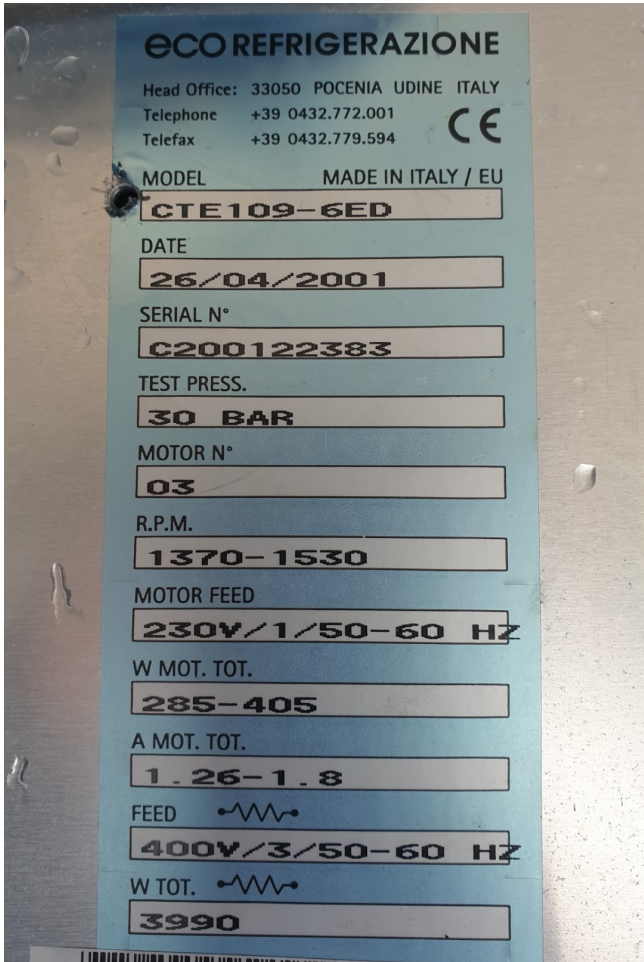 eco REFRIGERAZIONE
Head Office: 33050 POCENIA UDINE ITALY
Telephone +39 0432.772.001
Telefax +39 0432.779.594
CE
MODEL MADE IN ITALY / EU
CTE109-6ED
DATE
26/04/2001
SERIAL N°
C200122383
TEST PRESS.
30 BAR
MOTOR N°
03
R.P.M.
1370-1530
MOTOR FEED
230V/1/50-60 HZ
W MOT. TOT.
285-405
A MOT. TOT.
1.26-1.8
FEED
400V/3/50-60 HZ
W TOT.
3990